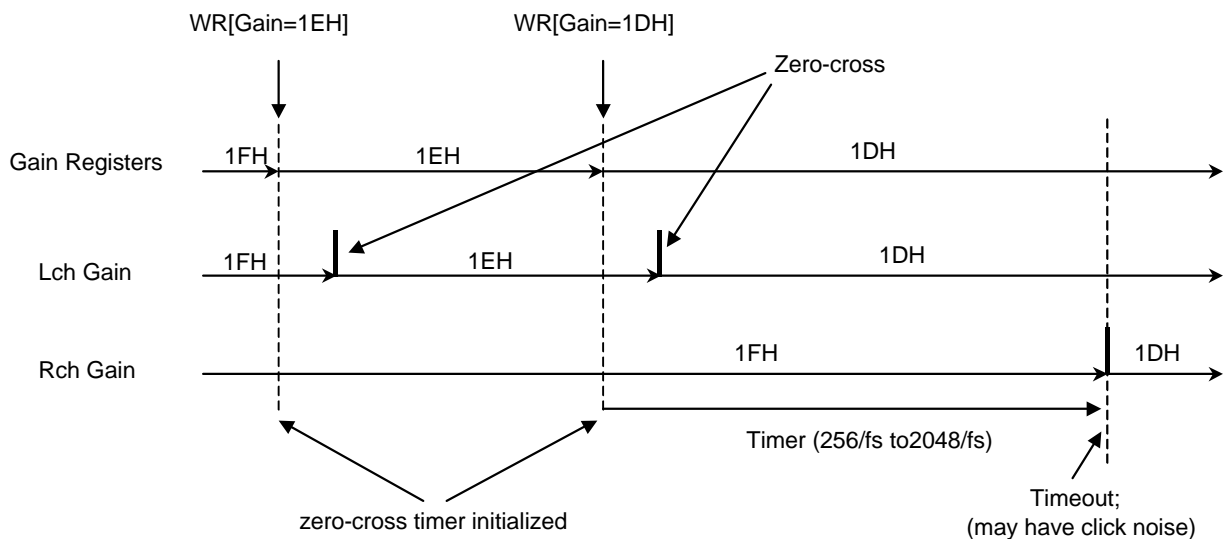 WR[Gain=1EH]
WR[Gain=1DH]
Zero-cross
Gain Registers
1FH
1EH
1DH
Lch Gain
1FH
1EH
1DH
Rch Gain
1FH
1DH
Timer (256/fs to2048/fs)
zero-cross timer initialized
Timeout;
(may have click noise)